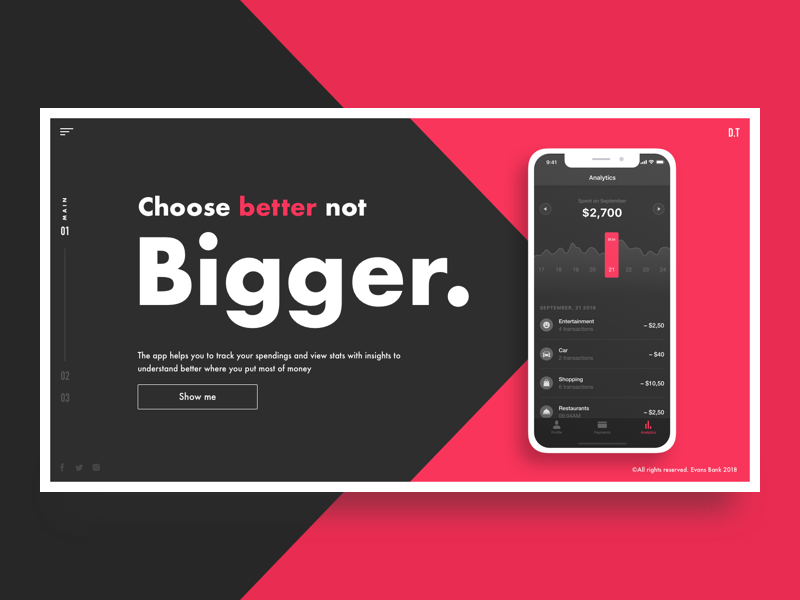 D.T
MAIN
01
02
03
Choose better not
Bigger.
The app helps you to track your spendings and view stats with insights to
understand better where you put most of money
Show me
9:41
Analytics
Spent on September
$2,700
17 18 19 20 21 22 23 24
SEPTEMBER, 21 2018
Entertainment – $2,50
4 transactions
Car – $40
2 transactions
Shopping – $10,50
6 transactions
Restaurants – $2,50
Profile Payments Analytics
©All rights reserved. Evans Bank 2018